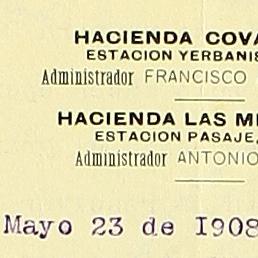 HACIENDA COVA
ESTACION YERBANIS
Administrador FRANCISCO
HACIENDA LAS M
ESTACION PASAJE,
Administrador ANTONIO
Mayo 23 de 1908